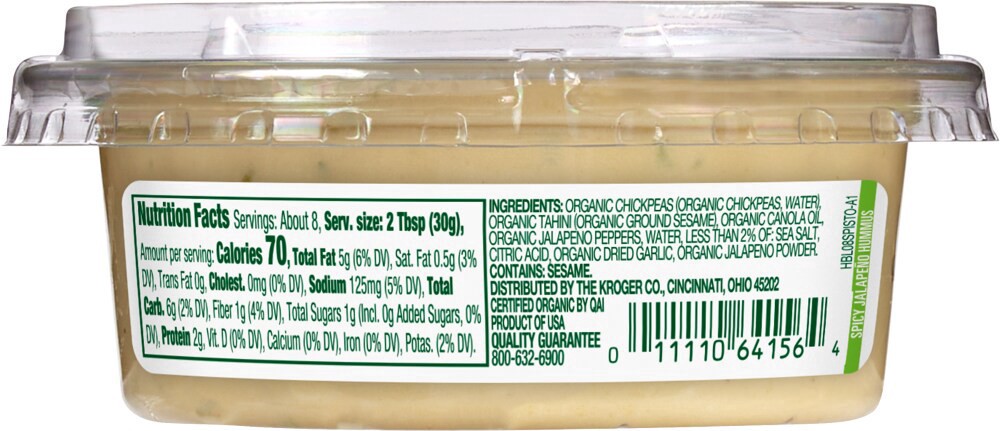 Nutrition Facts Servings: About 8, Serv. size: 2 Tbsp (30g),
Amount per serving: Calories 70, Total Fat 5g (6% DV), Sat. Fat 0.5g (3%
DV), Trans Fat 0g, Cholest. 0mg (0% DV), Sodium 125mg (5% DV), Total
Carb. 6g (2% DV), Fiber 1g (4% DV), Total Sugars 1g (Incl. 0g Added Sugars, 0%
DV), Protein 2g, Vit. D (0% DV), Calcium (0% DV), Iron (0% DV), Potas. (2% DV).
INGREDIENTS: ORGANIC CHICKPEAS (ORGANIC CHICKPEAS, WATER),
ORGANIC TAHINI (ORGANIC GROUND SESAME), ORGANIC CANOLA OIL,
ORGANIC JALAPENO PEPPERS, WATER, LESS THAN 2% OF: SEA SALT,
CITRIC ACID, ORGANIC DRIED GARLIC, ORGANIC JALAPENO POWDER.
CONTAINS: SESAME.
DISTRIBUTED BY THE KROGER CO., CINCINNATI, OHIO 45202
CERTIFIED ORGANIC BY QAI
PRODUCT OF USA
QUALITY GUARANTEE
800-632-6900
0 11110 64156 4
HBL08SPISTO-A1
SPICY JALAPEÑO HUMMUS